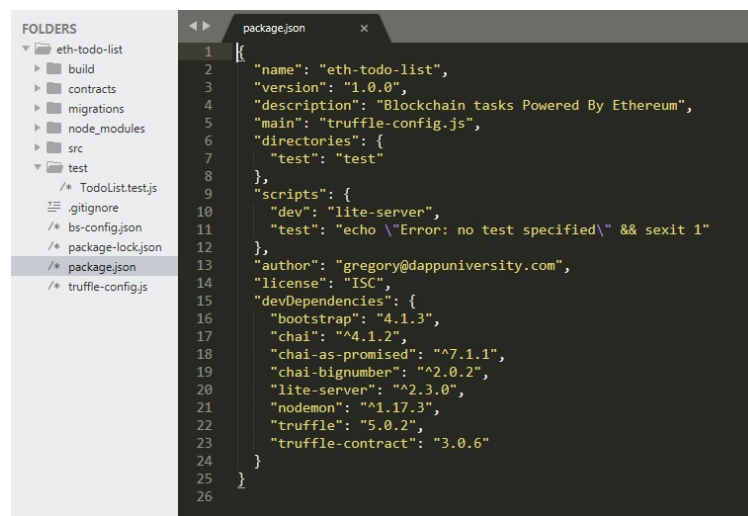 FOLDERS
eth-todo-list
build
contracts
migrations
node_modules
src
test
/* TodoList.test.js
.gitignore
/* bs-config.json
/* package-lock.json
/* package.json
/* truffle-config.js
package.json ×
1 {
2 "name": "eth-todo-list",
3 "version": "1.0.0",
4 "description": "Blockchain tasks Powered By Ethereum",
5 "main": "truffle-config.js",
6 "directories": {
7 "test": "test"
8 },
9 "scripts": {
10 "dev": "lite-server",
11 "test": "echo \"Error: no test specified\" && sexit 1"
12 },
13 "author": "gregory@dappuniversity.com",
14 "license": "ISC",
15 "devDependencies": {
16 "bootstrap": "4.1.3",
17 "chai": "^4.1.2",
18 "chai-as-promised": "^7.1.1",
19 "chai-bignumber": "^2.0.2",
20 "lite-server": "^2.3.0",
21 "nodemon": "^1.17.3",
22 "truffle": "5.0.2",
23 "truffle-contract": "3.0.6"
24 }
25 }
26